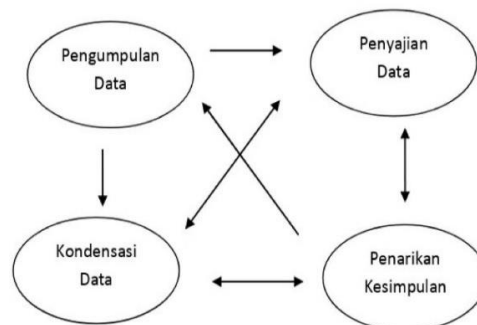 Pengumpulan
Data
Penyajian
Data
Kondensasi
Data
Penarikan
Kesimpulan